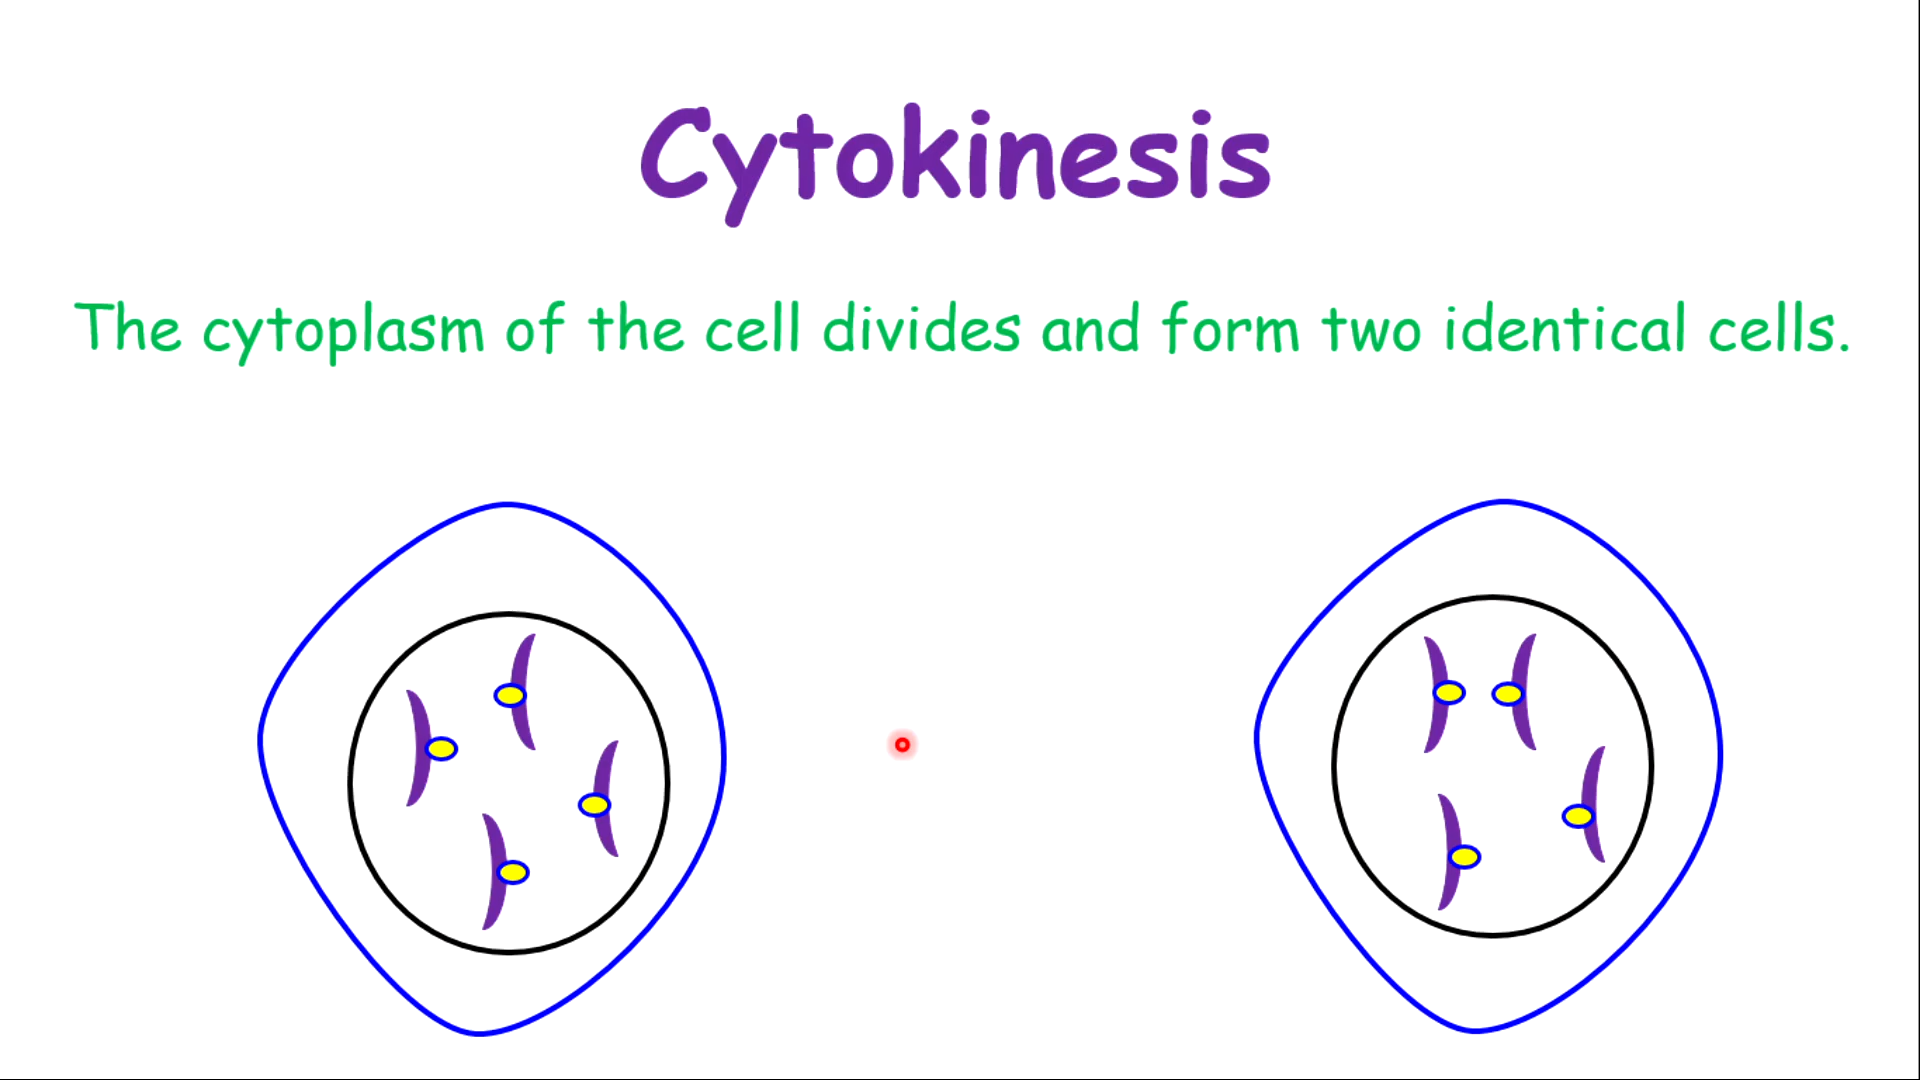 Cytokinesis
The cytoplasm of the cell divides and form two identical cells.